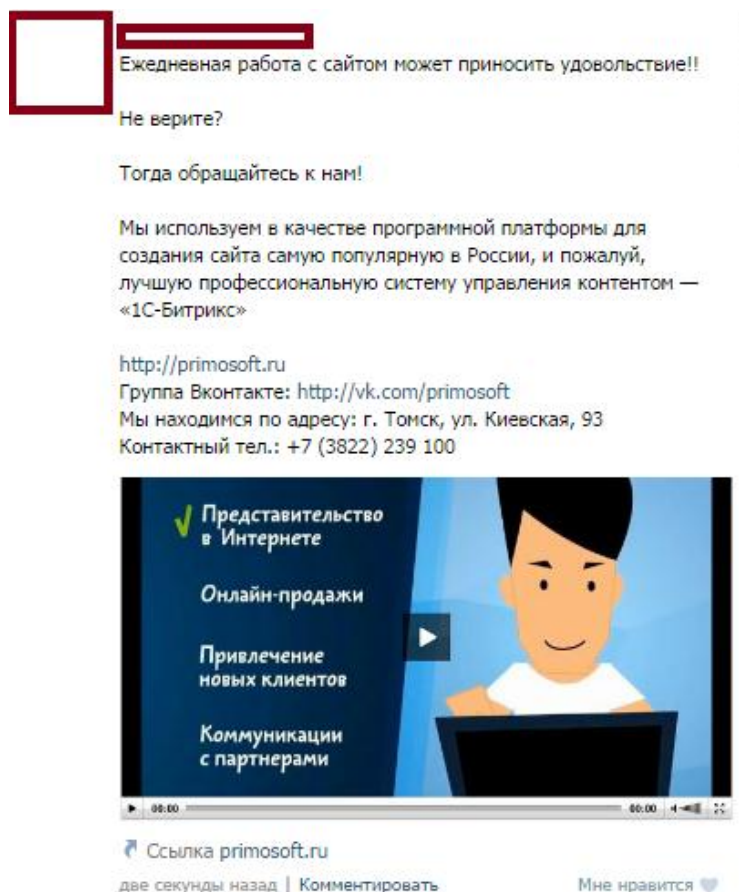 Ежедневная работа с сайтом может приносить удовольствие!!
Не верите?
Тогда обращайтесь к нам!
Мы используем в качестве программной платформы для
создания сайта самую популярную в России, и пожалуй,
лучшую профессиональную систему управления контентом —
«1С-Битрикс»
http://primosoft.ru
Группа Вконтакте: http://vk.com/primosoft
Мы находимся по адресу: г. Томск, ул. Киевская, 93
Контактный тел.: +7 (3822) 239 100
Представительство
в Интернете
Онлайн-продажи
Привлечение
новых клиентов
Коммуникации
с партнерами
00:00 00:00
Ссылка primosoft.ru
две секунды назад | Комментировать Мне нравится